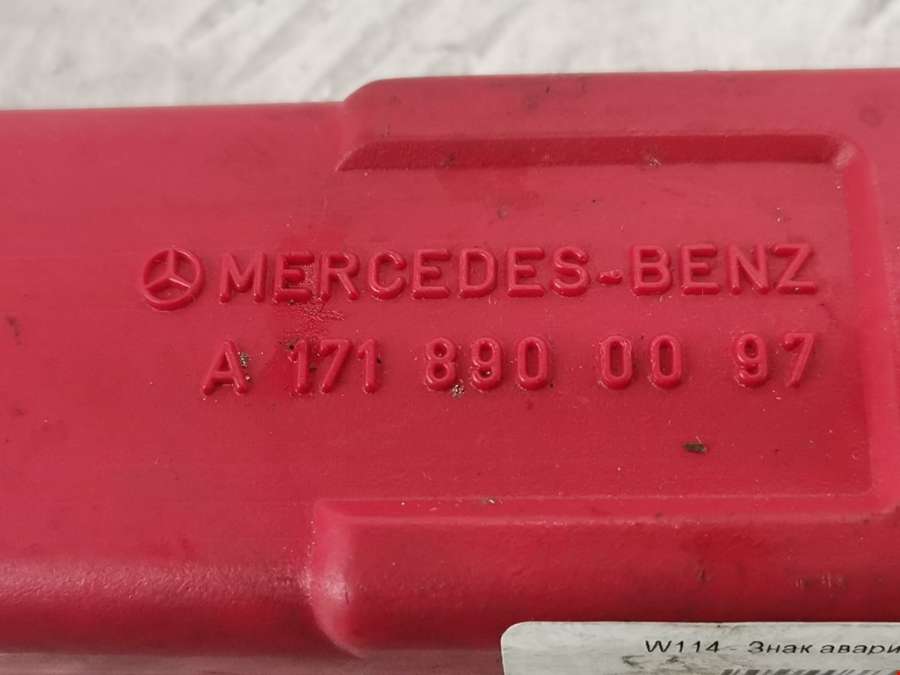 MERCEDES-BENZ
A 171 890 00 97
W114 - Знак авари